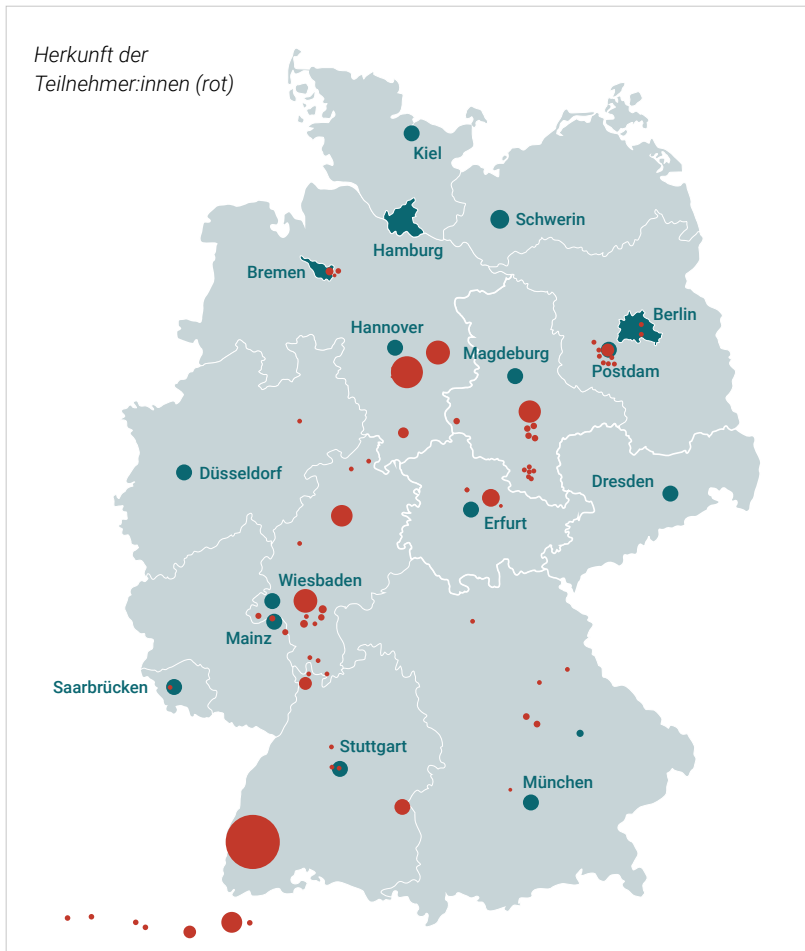 Herkunft der
Teilnehmer:innen (rot)
Kiel
Schwerin
Hamburg
Bremen
Berlin
Hannover
Magdeburg
Postdam
Düsseldorf
Dresden
Erfurt
Wiesbaden
Mainz
Saarbrücken
Stuttgart
München